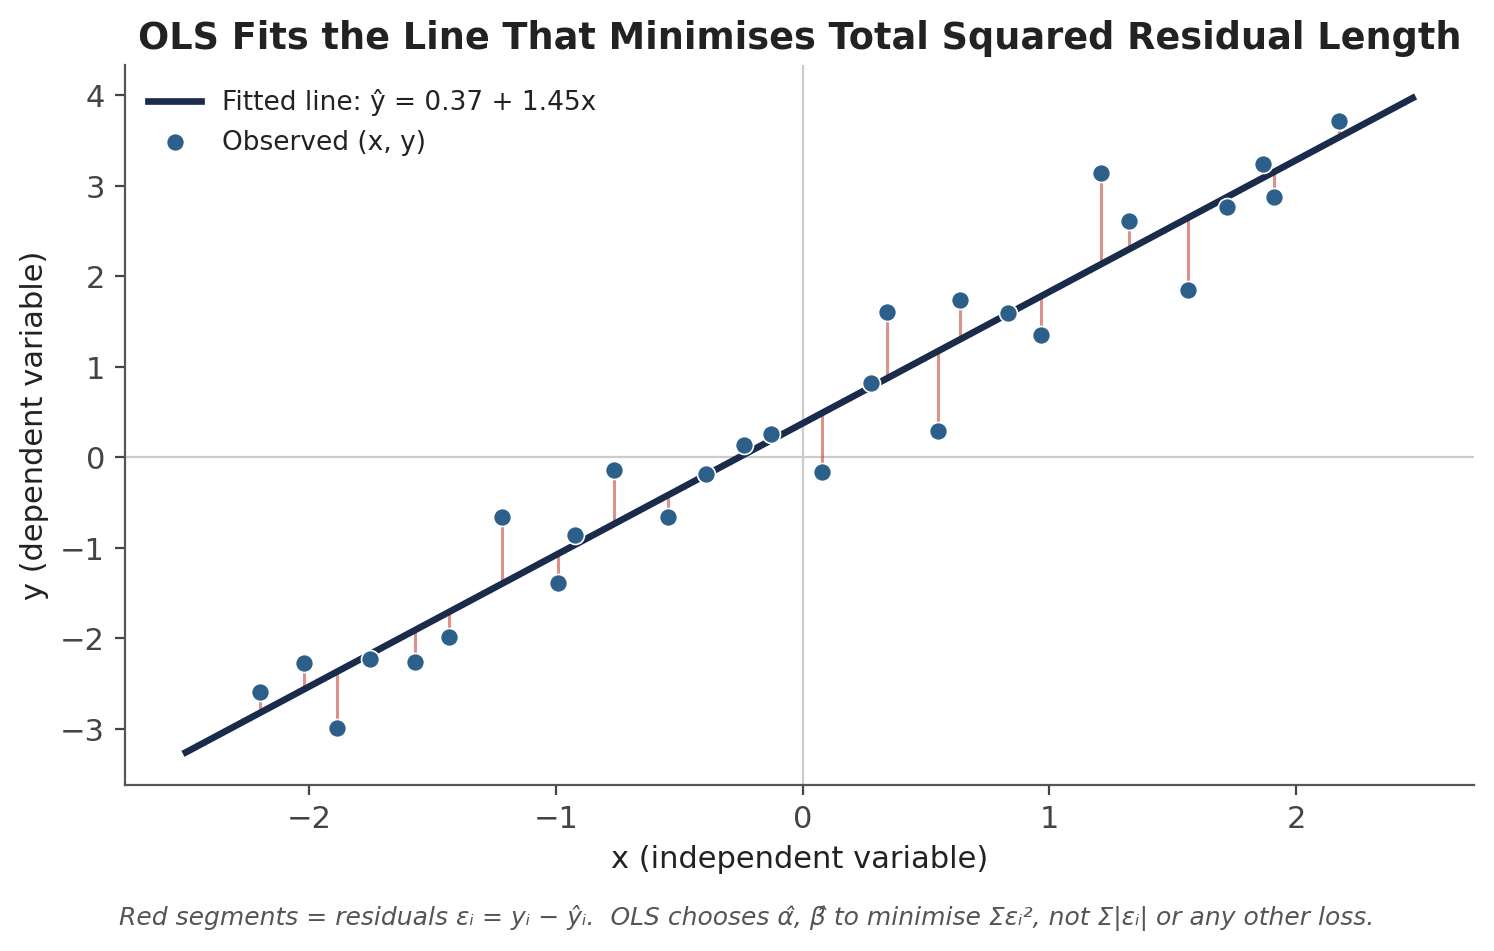 OLS Fits the Line That Minimises Total Squared Residual Length
Fitted line: ŷ = 0.37 + 1.45x
Observed (x, y)
y (dependent variable)
4
3
2
1
0
−1
−2
−3
−2
−1
0
1
2
x (independent variable)
Red segments = residuals εᵢ = yᵢ − ŷᵢ.  OLS chooses α̂, β̂ to minimise Σεᵢ², not Σ|εᵢ| or any other loss.